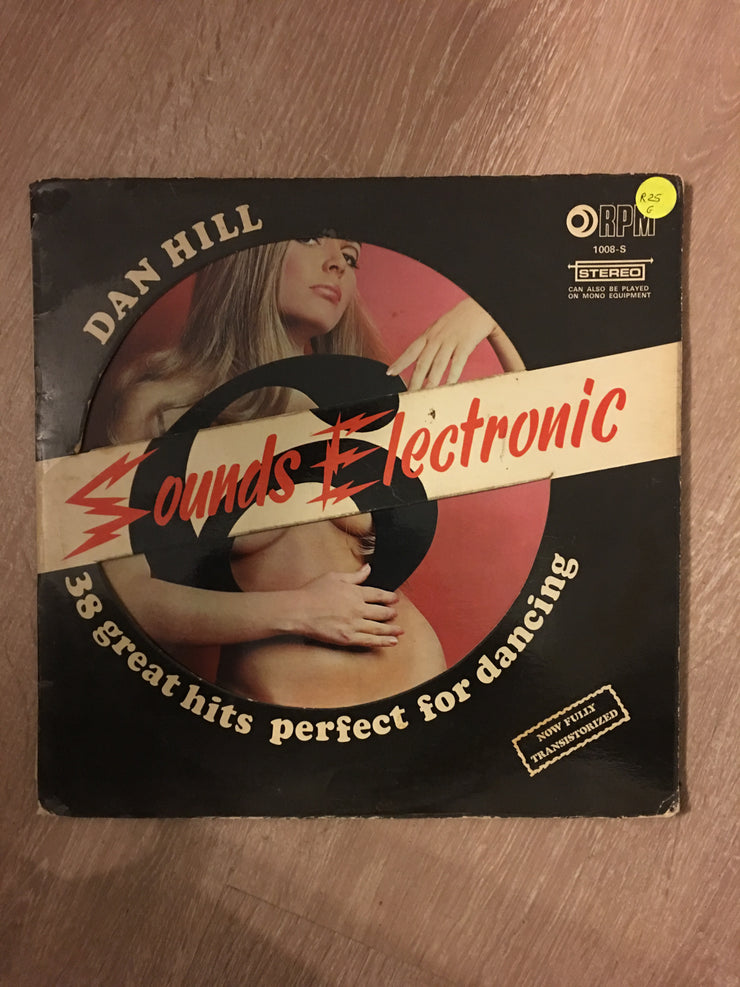 DAN HILL
R25
G
RPM
1008-S
STEREO
CAN ALSO BE PLAYED
ON MONO EQUIPMENT
6
Sounds Electronic
38 great hits perfect for dancing
NOW FULLY
TRANSISTORIZED